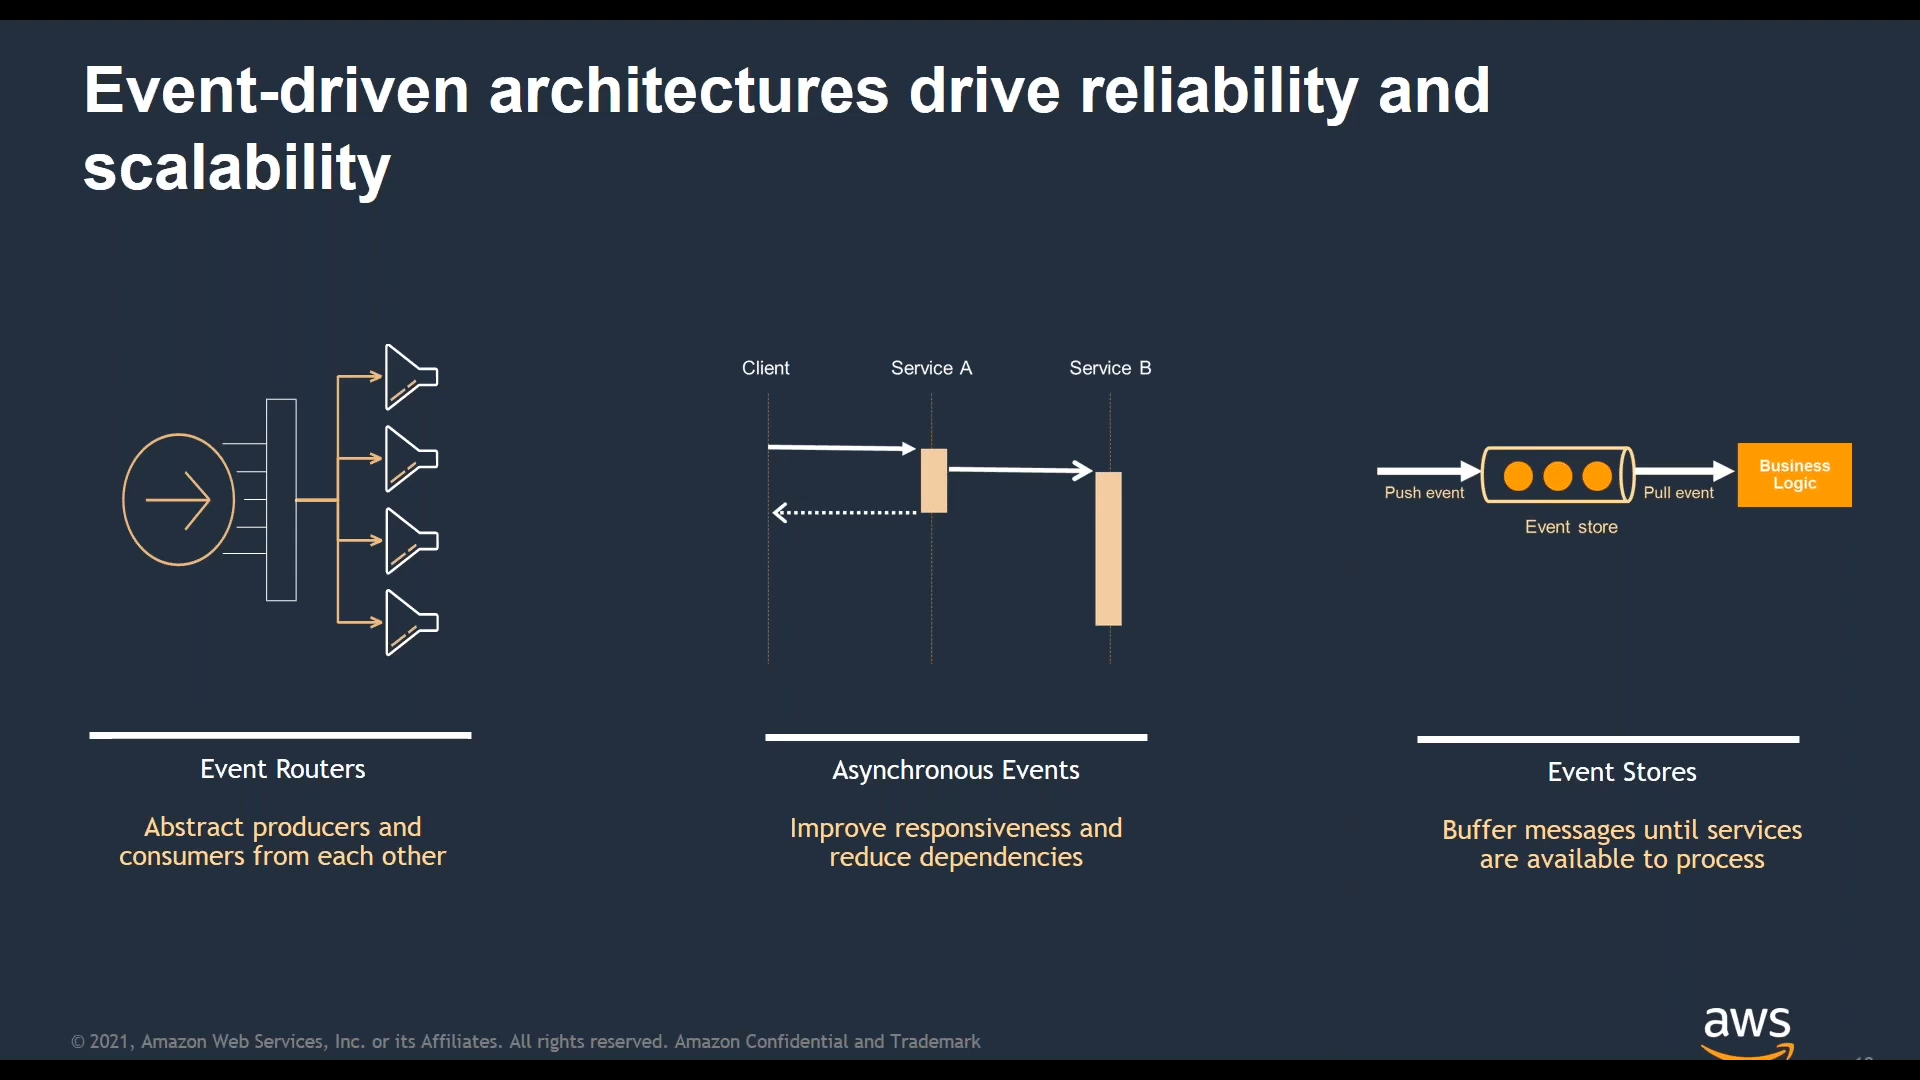 Event-driven architectures drive reliability and
scalability
Client
Service A
Service B
Push event
Pull event
Business
Logic
Event store
Event Routers
Abstract producers and
consumers from each other
Asynchronous Events
Improve responsiveness and
reduce dependencies
Event Stores
Buffer messages until services
are available to process
© 2021, Amazon Web Services, Inc. or its Affiliates. All rights reserved. Amazon Confidential and Trademark
aws